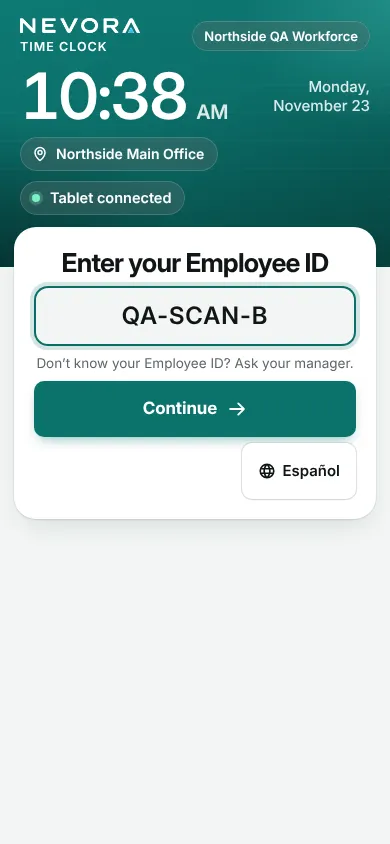 NEVORA
TIME CLOCK
Northside QA Workforce
10:38 AM
Monday,
November 23
Northside Main Office
Tablet connected
Enter your Employee ID
QA-SCAN-B
Don’t know your Employee ID? Ask your manager.
Continue
Español